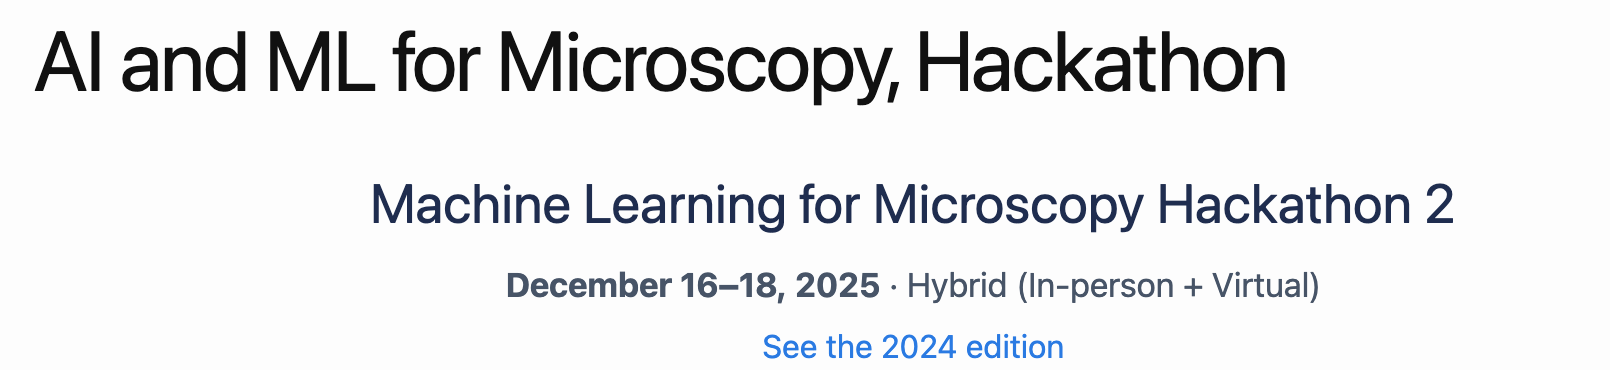 AI and ML for Microscopy, Hackathon
Machine Learning for Microscopy Hackathon 2
December 16–18, 2025 · Hybrid (In-person + Virtual)
See the 2024 edition